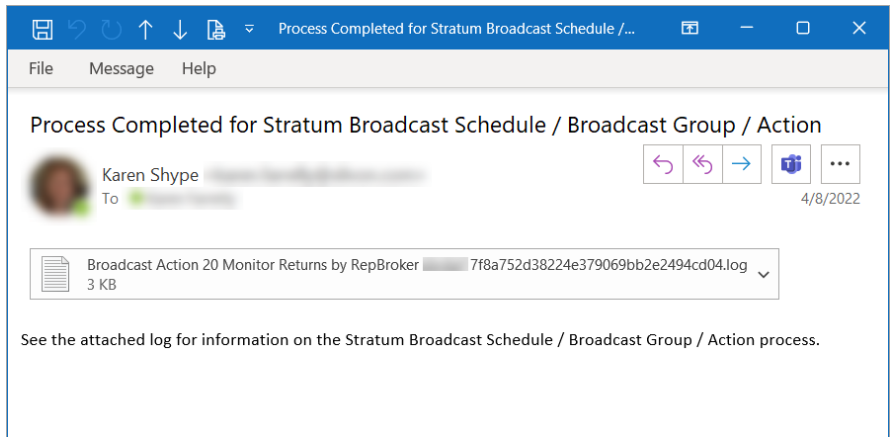 Process Completed for Stratum Broadcast Schedule /...
File Message Help
Process Completed for Stratum Broadcast Schedule / Broadcast Group / Action
Karen Shype
To
4/8/2022
Broadcast Action 20 Monitor Returns by RepBroker 7f8a752d38224e379069bb2e2494cd04.log
3 KB
See the attached log for information on the Stratum Broadcast Schedule / Broadcast Group / Action process.